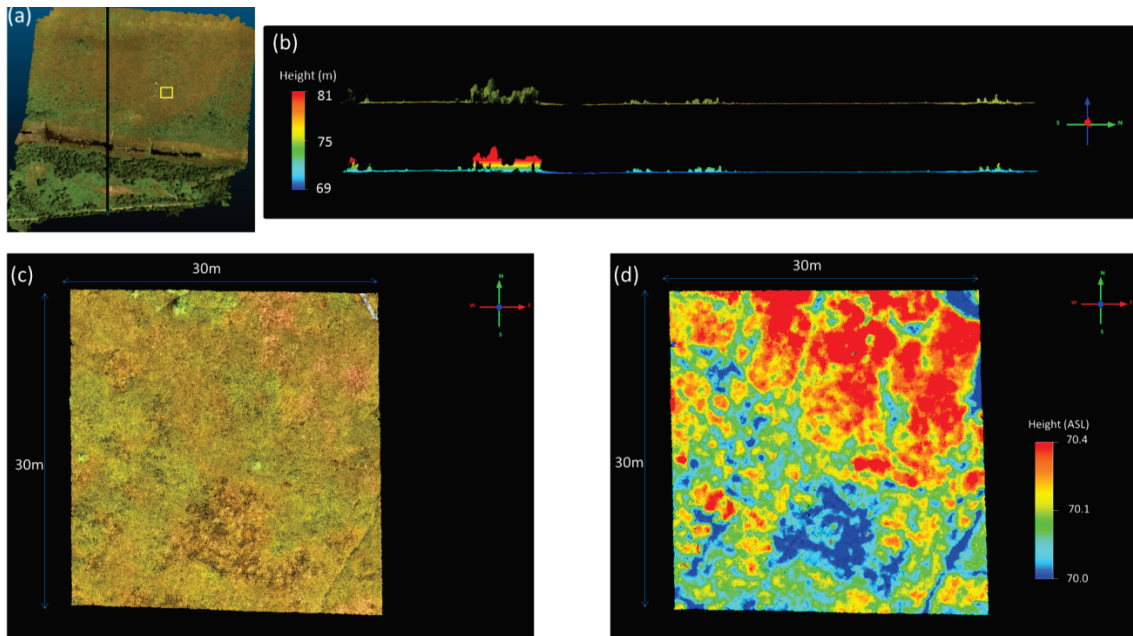 (a)
(b)
Height (m)
81
75
69
S
N
(c)
30m
30m
N
W
E
S
(d)
30m
30m
N
W
E
S
Height (ASL)
70.4
70.1
70.0